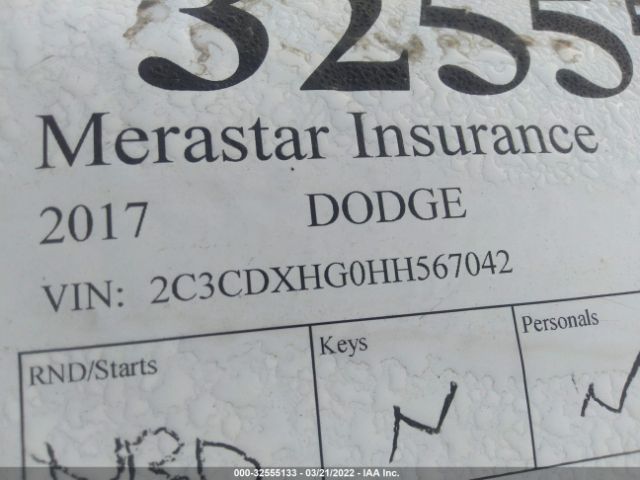 3255
Merastar Insurance
2017 DODGE
VIN: 2C3CDXHG0HH567042
RND/Starts Keys Personals
N N
000-32555133 - 03/21/2022 - IAA Inc.